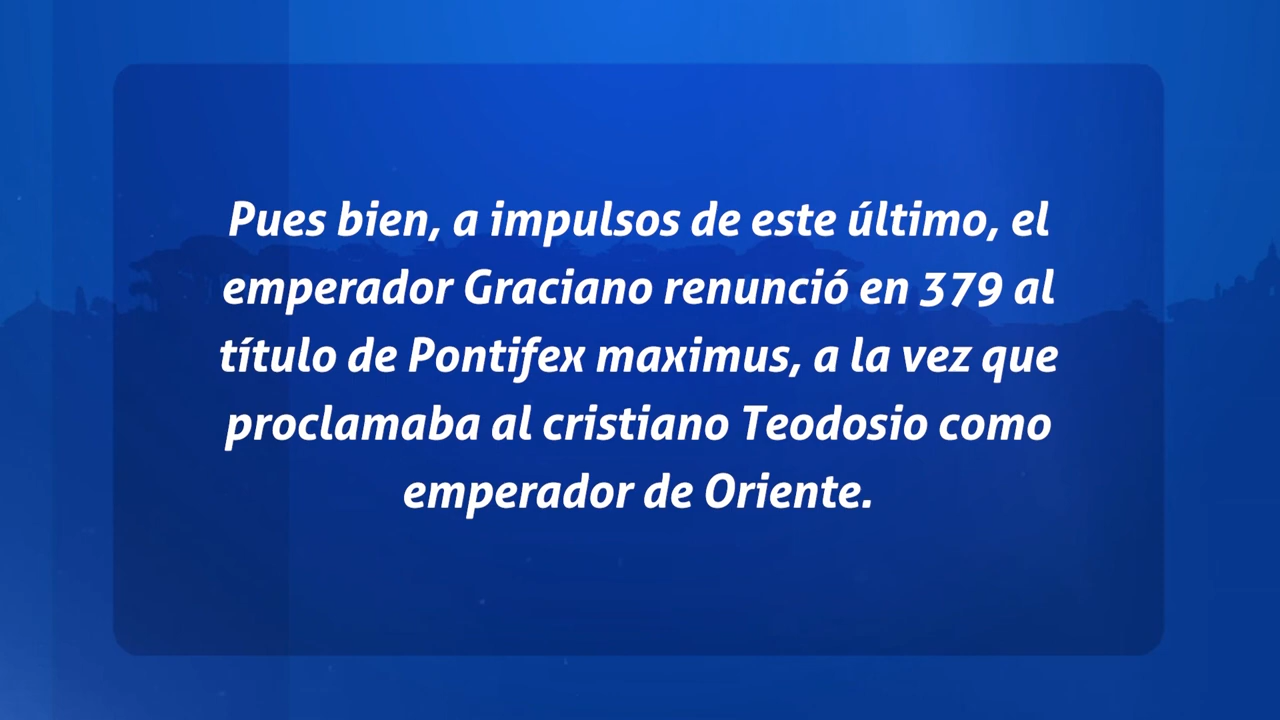 Pues bien, a impulsos de este último, el
emperador Graciano renunció en 379 al
título de Pontifex maximus, a la vez que
proclamaba al cristiano Teodosio como
emperador de Oriente.